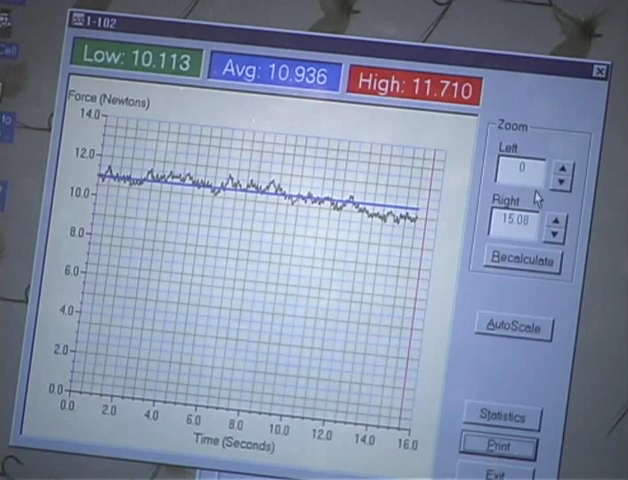 1-102
Low: 10.113
Avg: 10.936
High: 11.710
Force (Newtons)
14.0
12.0
10.0
8.0
6.0
4.0
2.0
0.0
0.0 2.0 4.0 6.0 8.0 10.0 12.0 14.0 16.0
Time (Seconds)
Zoom
Left
0
Right
15.08
Recalculate
AutoScale
Statistics
Print
Exit
Cell
to